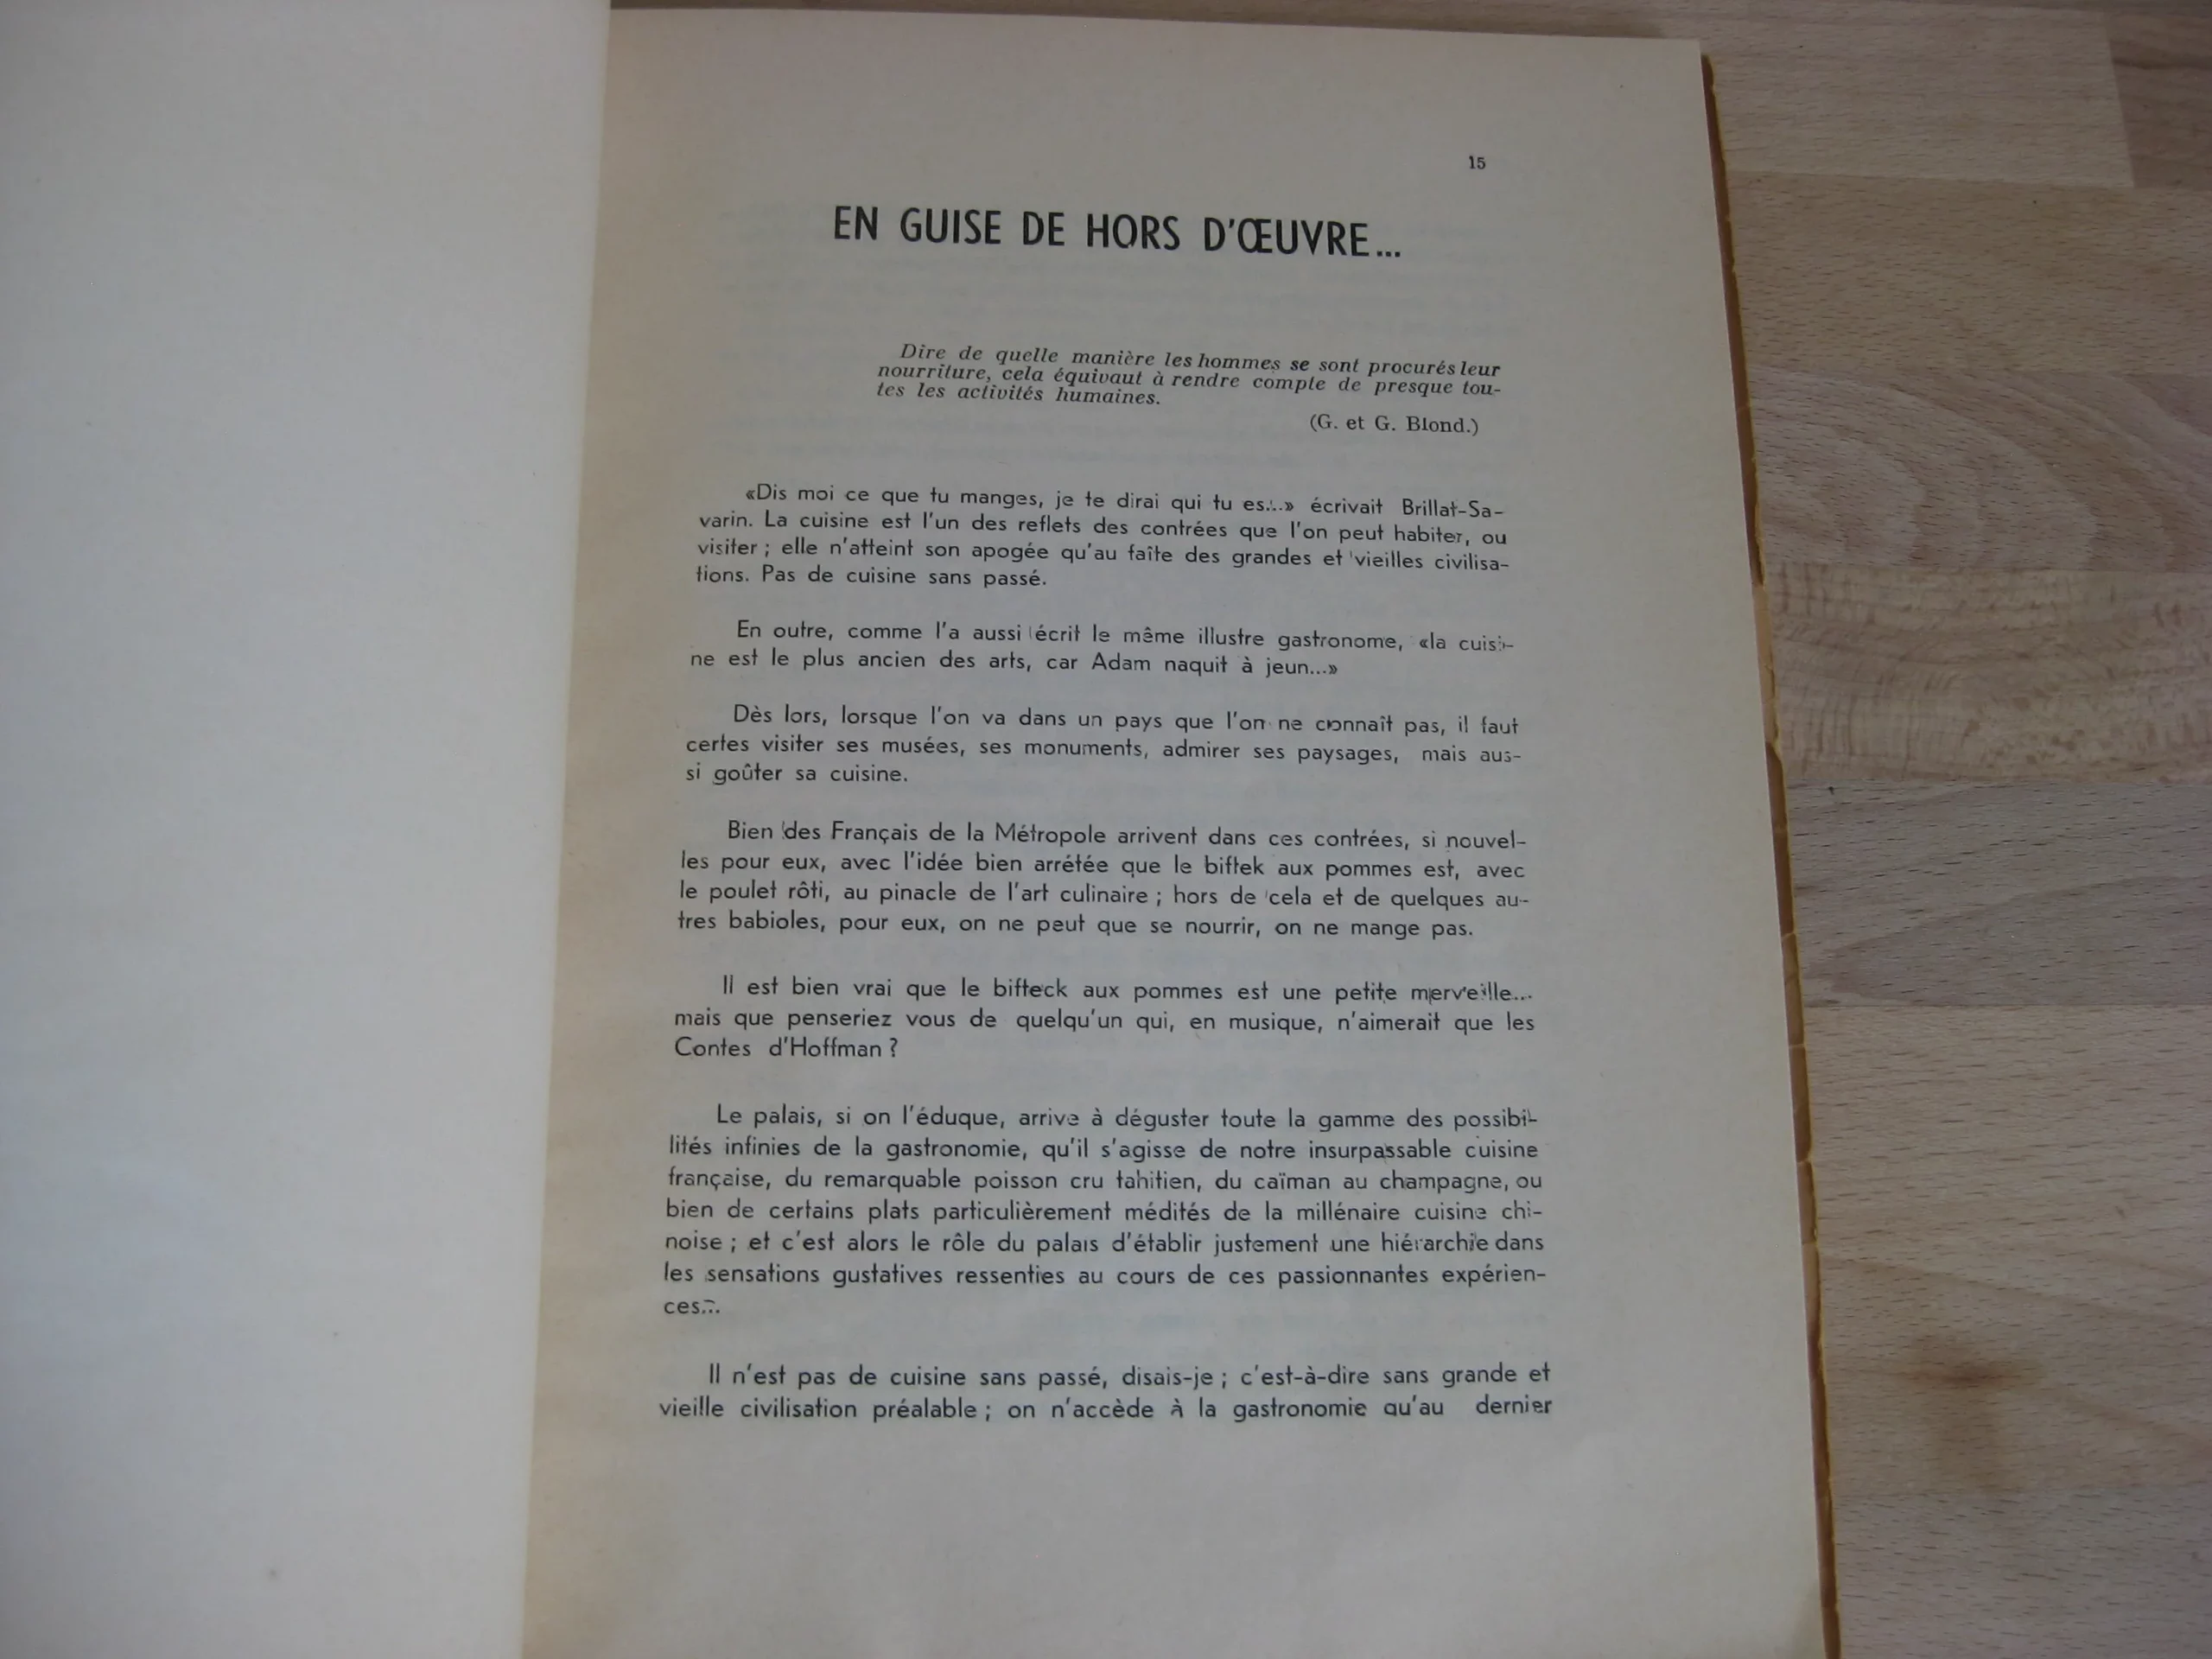 15
EN GUISE DE HORS D'ŒUVRE...
Dire de quelle manière les hommes se sont procurés leur
nourriture, cela équivaut à rendre compte de presque tou-
tes les activités humaines.
(G. et G. Blond.)
«Dis moi ce que tu manges, je te dirai qui tu es...» écrivait Brillat-Sa-
varin. La cuisine est l'un des reflets des contrées que l'on peut habiter, ou
visiter ; elle n'atteint son apogée qu'au faîte des grandes et vieilles civilisa-
tions. Pas de cuisine sans passé.
En outre, comme l'a aussi écrit le même illustre gastronome, «la cuisi-
ne est le plus ancien des arts, car Adam naquit à jeun...»
Dès lors, lorsque l'on va dans un pays que l'on ne connaît pas, il faut
certes visiter ses musées, ses monuments, admirer ses paysages, mais aus-
si goûter sa cuisine.
Bien des Français de la Métropole arrivent dans ces contrées, si nouvel-
les pour eux, avec l'idée bien arrétée que le biftek aux pommes est, avec
le poulet rôti, au pinacle de l'art culinaire ; hors de cela et de quelques au-
tres babioles, pour eux, on ne peut que se nourrir, on ne mange pas.
Il est bien vrai que le bifteck aux pommes est une petite merveille...
mais que penseriez vous de quelqu'un qui, en musique, n'aimerait que les
Contes d'Hoffman ?
Le palais, si on l'éduque, arrive à déguster toute la gamme des possibi-
lités infinies de la gastronomie, qu'il s'agisse de notre insurpassable cuisine
française, du remarquable poisson cru tahitien, du caïman au champagne, ou
bien de certains plats particulièrement médités de la millénaire cuisine chi-
noise ; et c'est alors le rôle du palais d'établir justement une hiérarchie dans
les sensations gustatives ressenties au cours de ces passionnantes expérien-
ces...
Il n'est pas de cuisine sans passé, disais-je ; c'est-à-dire sans grande et
vieille civilisation préalable ; on n'accède à la gastronomie qu'au dernier